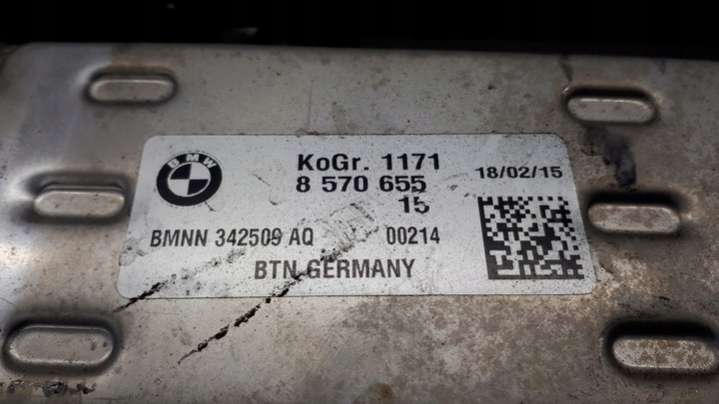 BMW
KoGr. 1171
8 570 655
18/02/15
15
BMNN 342509 AQ 00214
BTN GERMANY